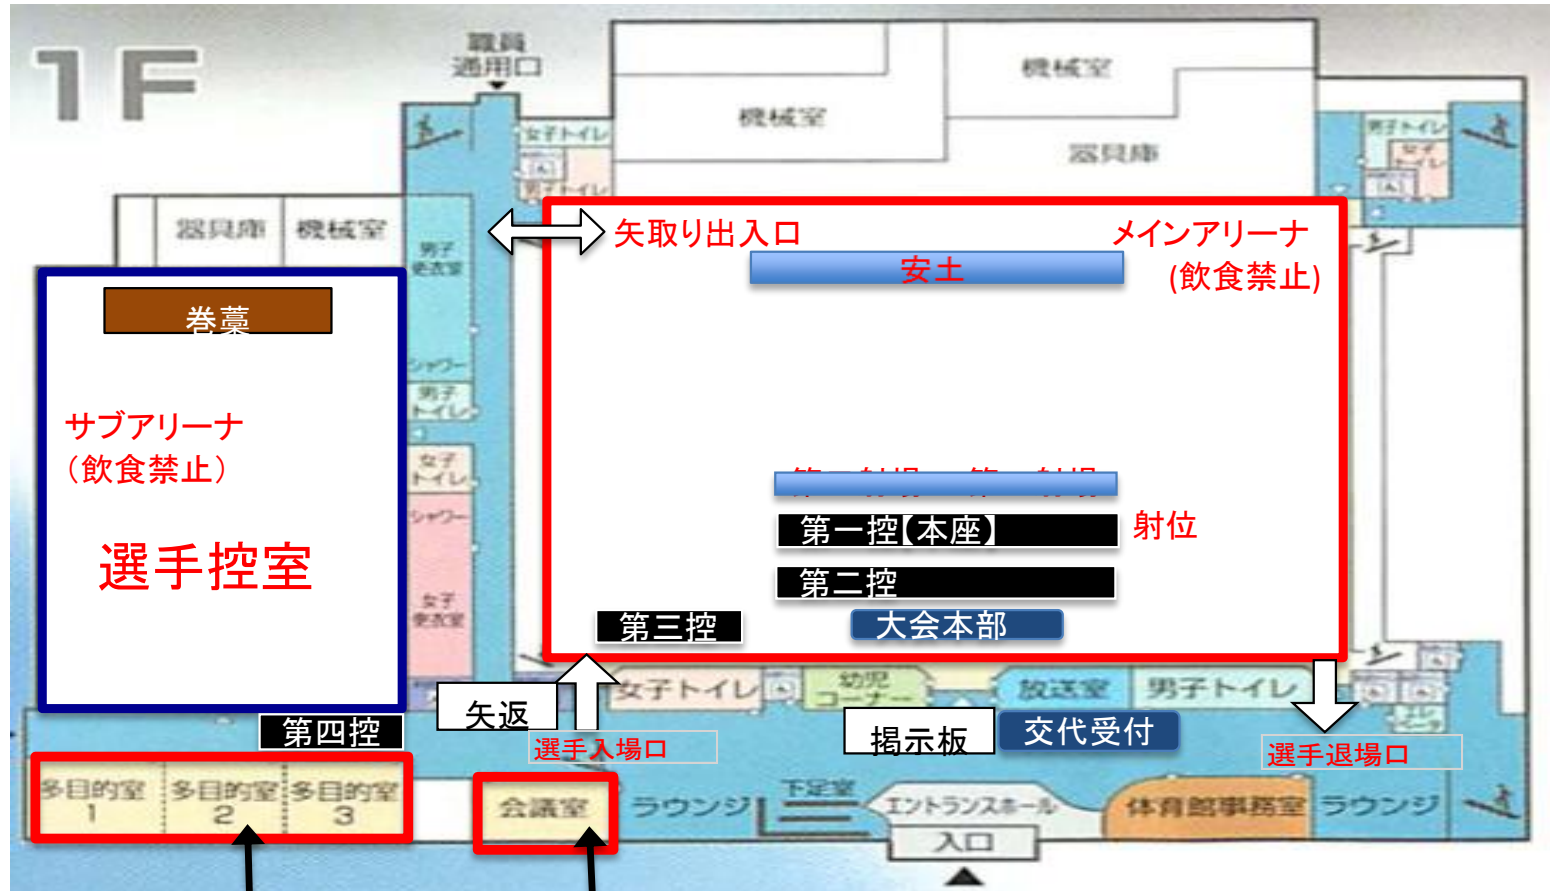 1F
職員
通用口
機械室
機械室
器具庫
女子トイレ
男子トイレ
男子トイレ
女子
トイレ
器具庫
機械室
男子
更衣室
矢取り出入口
メインアリーナ
(飲食禁止)
安土
巻藁
シャワー
男子
トイレ
サブアリーナ
（飲食禁止）
女子
トイレ
シャワー
第一控【本座】
射位
選手控室
第二控
女子
更衣室
第三控
大会本部
女子トイレ
幼児
コーナー
放送室
男子トイレ
矢返
第四控
選手入場口
掲示板
交代受付
選手退場口
多目的室
1
多目的室
2
多目的室
3
会議室
ラウンジ
下足室
エントランスホール
体育館事務室
ラウンジ
入口